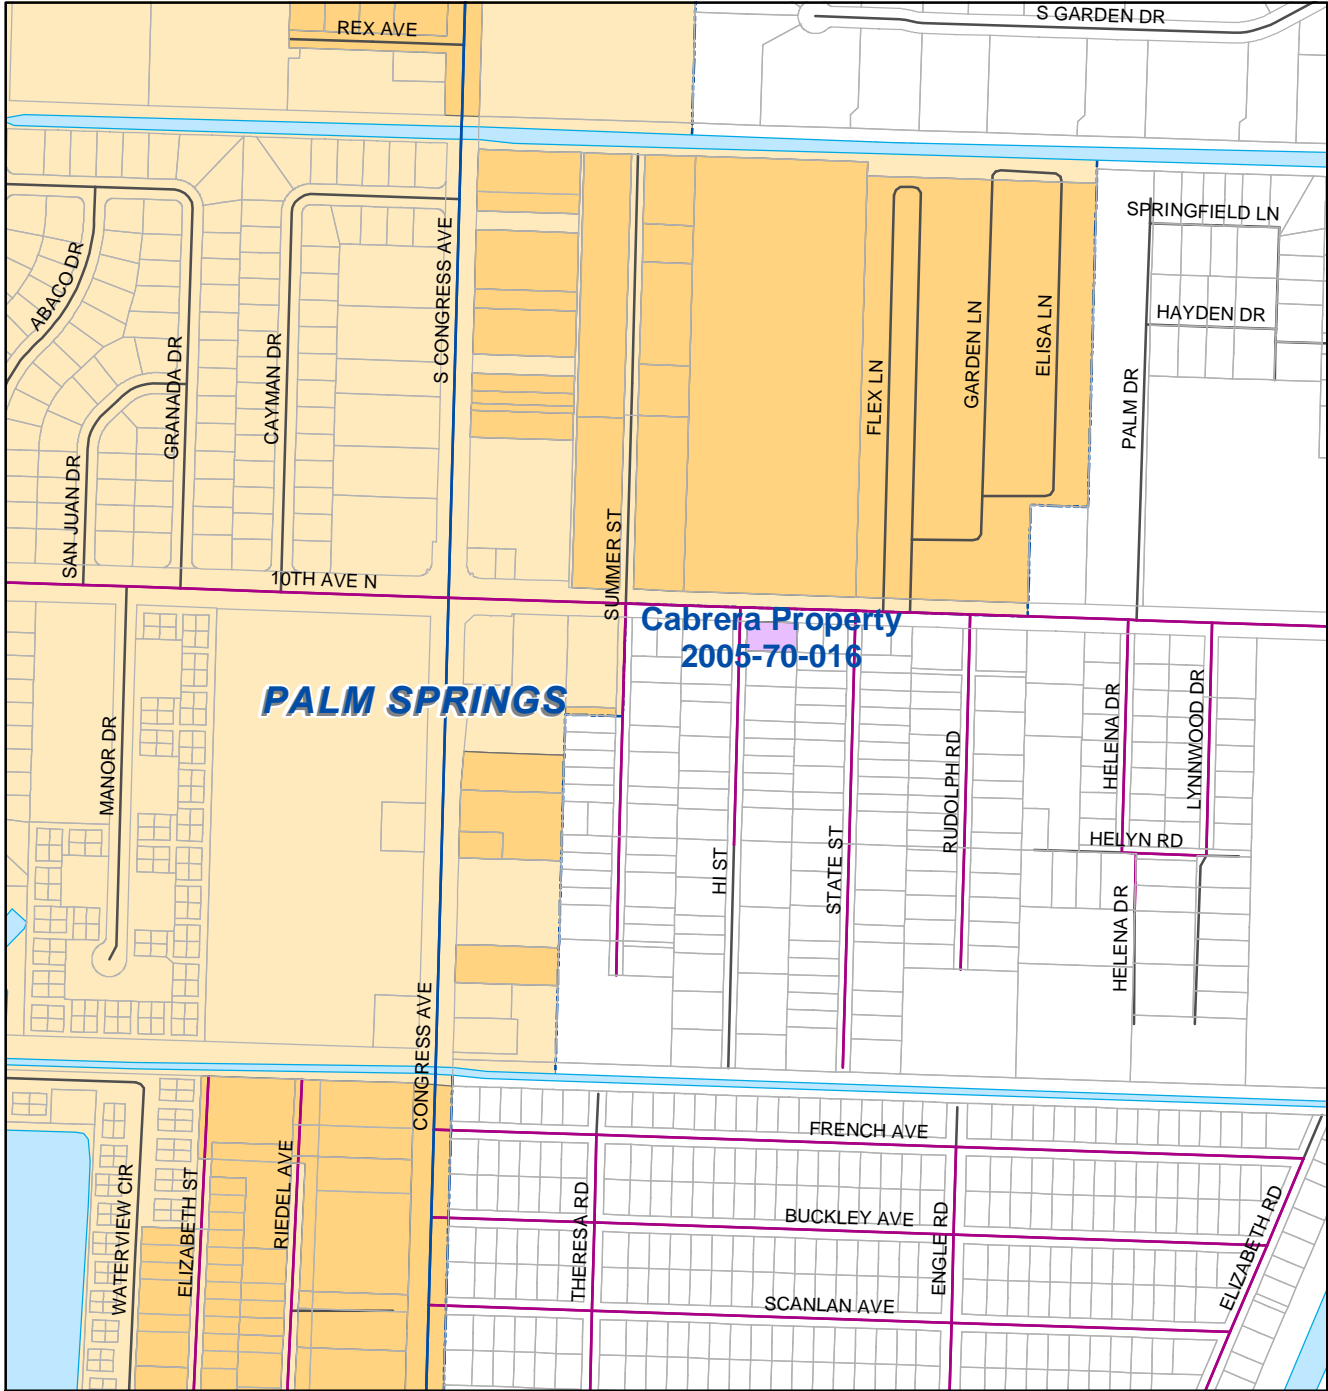 REX AVE
S GARDEN DR
SPRINGFIELD LN
ABACO DR
S CONGRESS AVE
HAYDEN DR
GRANADA DR
CAYMAN DR
FLEX LN
GARDEN LN
ELISA LN
PALM DR
SAN JUAN DR
SUMMER ST
10TH AVE N
Cabrera Property
2005-70-016
PALM SPRINGS
MANOR DR
HELENA DR
LYNNWOOD DR
RUDOLPH RD
HI ST
STATE ST
HELYN RD
HELENA DR
CONGRESS AVE
FRENCH AVE
WATERVIEW CIR
ELIZABETH ST
RIEDEL AVE
THERESA RD
BUCKLEY AVE
ENGLE RD
ELIZABETH RD
SCANLAN AVE